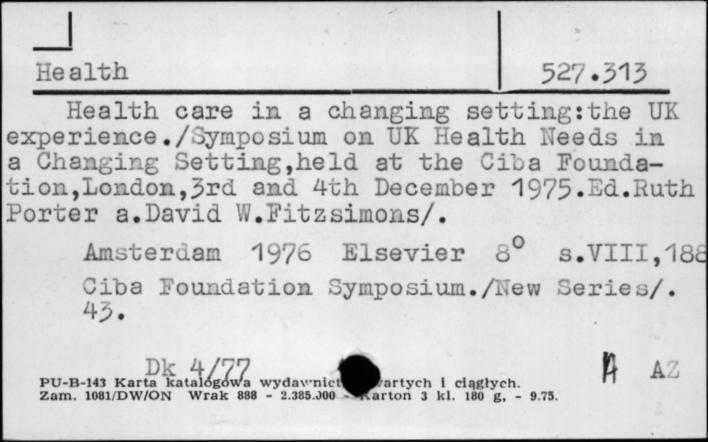 Health 527.313
Health care in a changing setting:the UK
experience./Symposium on UK Health Needs in
a Changing Setting,held at the Ciba Founda-
tion,London,3rd and 4th December 1975.Ed.Ruth
Porter a.David W.Fitzsimons/.
Amsterdam 1976 Elsevier 8° s.VIII,188
Ciba Foundation Symposium./New Series/.
43.
Dk 4/77 A AZ
PU-B-143 Karta katalogowa wydawnict wartych i ciągłych.
Zam. 1081/DW/ON Wrak 888 - 2.385.000 - Karton 3 kl. 180 g, - 9.75.